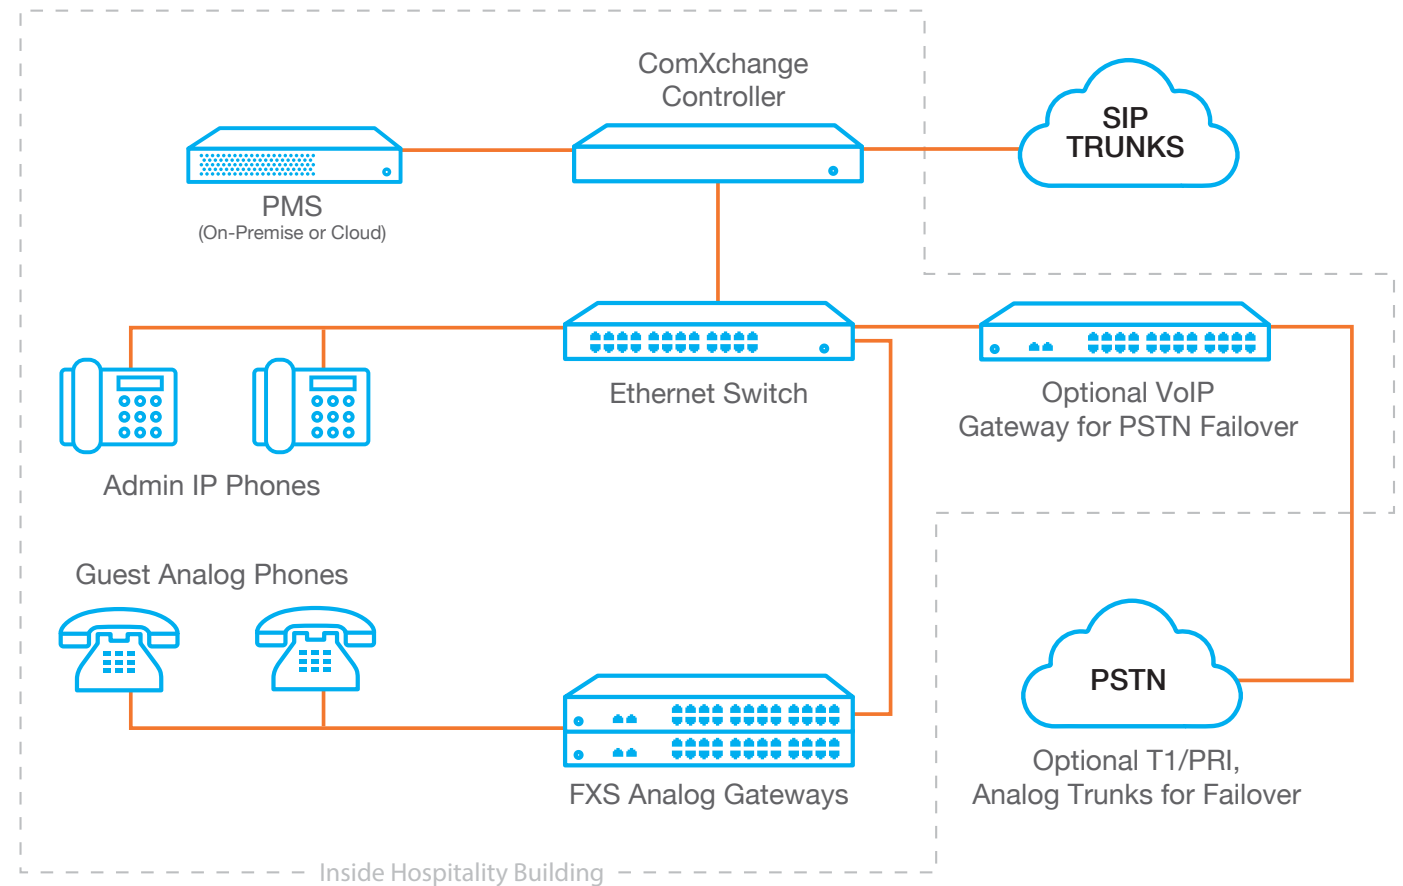 ComXchange
Controller
SIP
TRUNKS
PMS
(On-Premise or Cloud)
Ethernet Switch
Optional VoIP
Gateway for PSTN Failover
Admin IP Phones
Guest Analog Phones
PSTN
FXS Analog Gateways
Optional T1/PRI,
Analog Trunks for Failover
Inside Hospitality Building